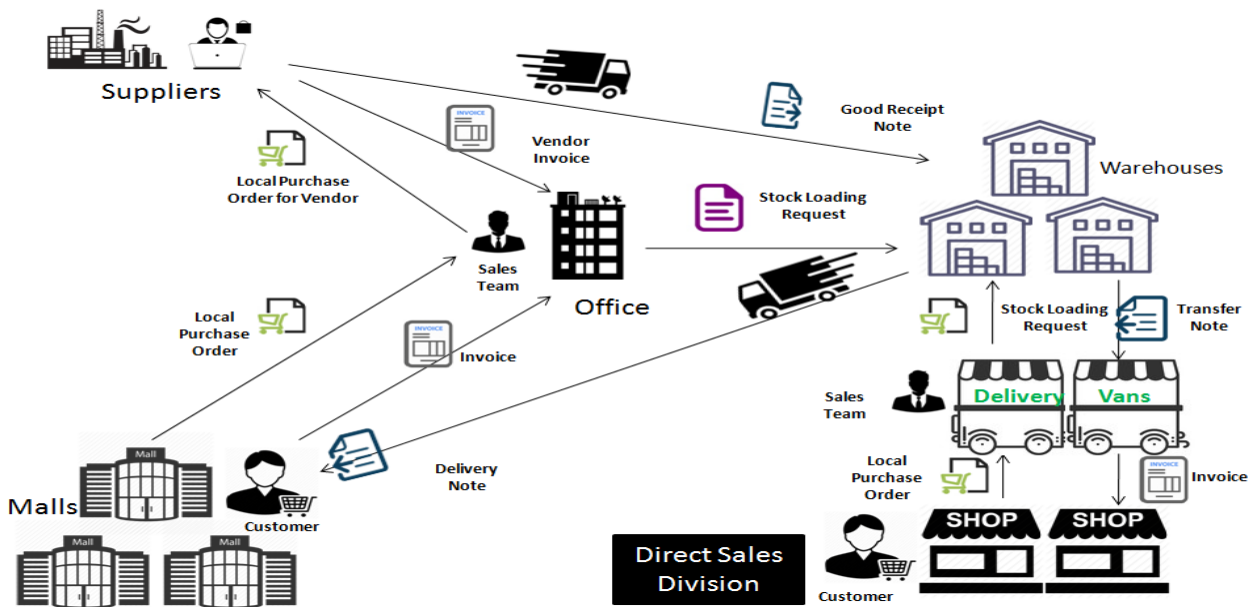 Suppliers
INVOICE
Vendor
Invoice
Good Receipt
Note
Warehouses
Local Purchase
Order for Vendor
Stock Loading
Request
Sales
Team
Office
Local
Purchase
Order
INVOICE
Invoice
Stock Loading
Request
Transfer
Note
Sales
Team
Delivery
Vans
Mall
Malls
Customer
Delivery
Note
Local
Purchase
Order
INVOICE
Invoice
Mall
Mall
Direct Sales
Division
SHOP
SHOP
Customer